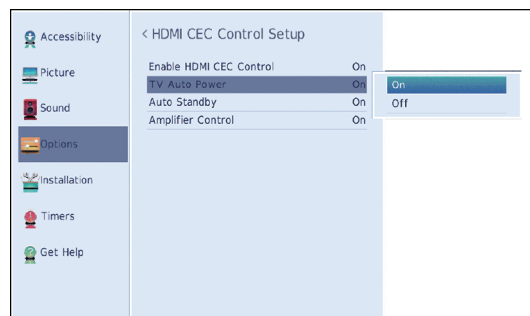 Accessibility
Picture
Sound
Options
Installation
Timers
Get Help
< HDMI CEC Control Setup
Enable HDMI CEC Control On
TV Auto Power On
Auto Standby On
Amplifier Control On
On
Off